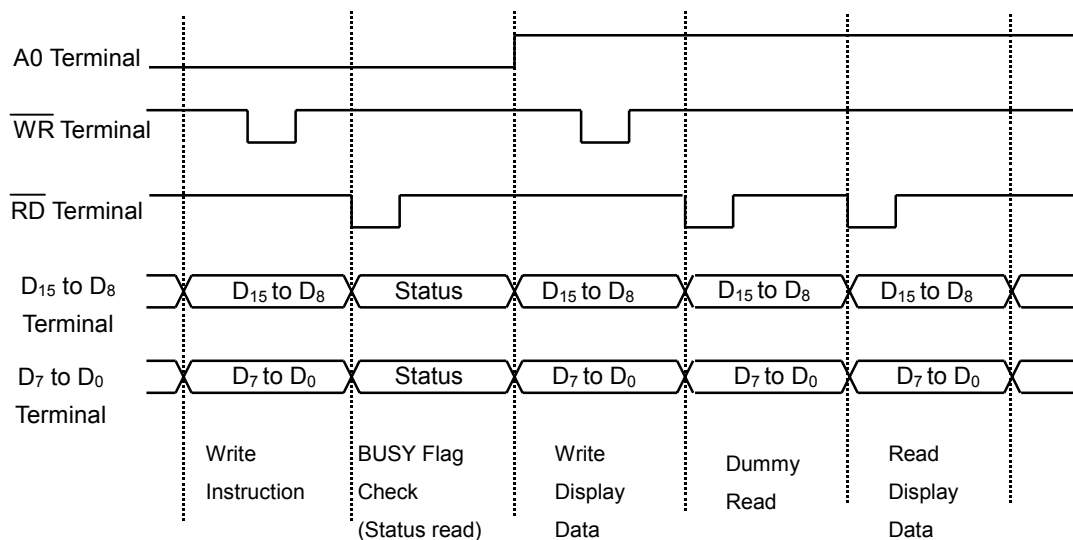 A0 Terminal
W̅R̅ Terminal
R̅D̅ Terminal
D₁₅ to D₈
Terminal
D₁₅ to D₈ Status D₁₅ to D₈ D₁₅ to D₈ D₁₅ to D₈
D₇ to D₀
Terminal
D₇ to D₀ Status D₇ to D₀ D₇ to D₀ D₇ to D₀
Write
Instruction
BUSY Flag
Check
(Status read)
Write
Display
Data
Dummy
Read
Read
Display
Data